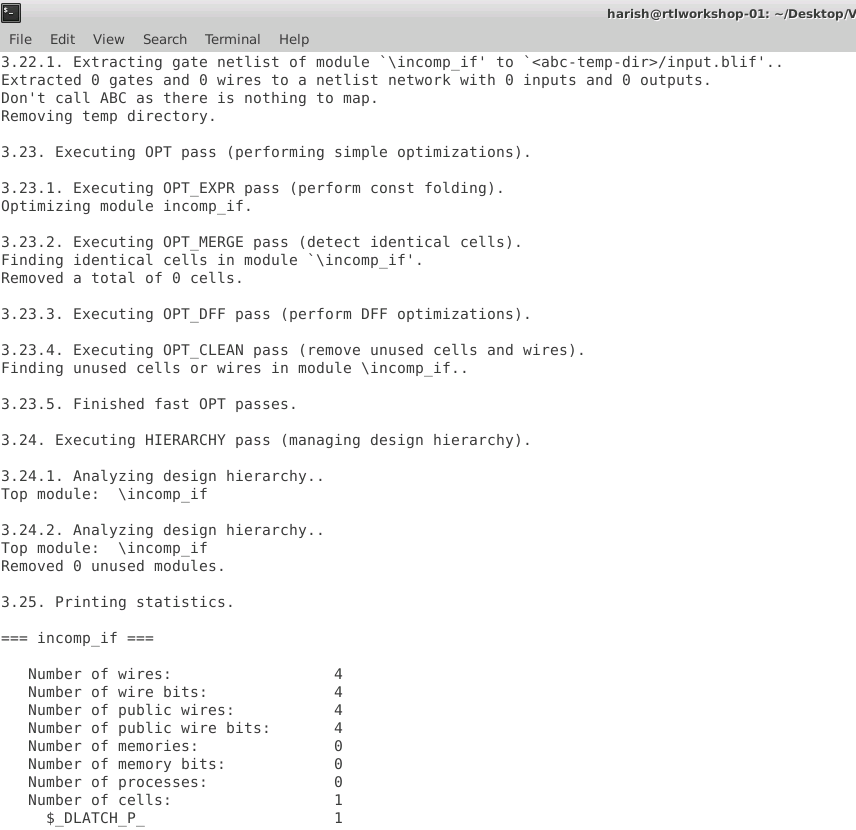 harish@rtlworkshop-01: ~/Desktop/V
File Edit View Search Terminal Help
3.22.1. Extracting gate netlist of module `\incomp_if' to `<abc-temp-dir>/input.blif'..
Extracted 0 gates and 0 wires to a netlist network with 0 inputs and 0 outputs.
Don't call ABC as there is nothing to map.
Removing temp directory.
3.23. Executing OPT pass (performing simple optimizations).
3.23.1. Executing OPT_EXPR pass (perform const folding).
Optimizing module incomp_if.
3.23.2. Executing OPT_MERGE pass (detect identical cells).
Finding identical cells in module `\incomp_if'.
Removed a total of 0 cells.
3.23.3. Executing OPT_DFF pass (perform DFF optimizations).
3.23.4. Executing OPT_CLEAN pass (remove unused cells and wires).
Finding unused cells or wires in module \incomp_if..
3.23.5. Finished fast OPT passes.
3.24. Executing HIERARCHY pass (managing design hierarchy).
3.24.1. Analyzing design hierarchy..
Top module:  \incomp_if
3.24.2. Analyzing design hierarchy..
Top module:  \incomp_if
Removed 0 unused modules.
3.25. Printing statistics.
=== incomp_if ===
Number of wires: 4
Number of wire bits: 4
Number of public wires: 4
Number of public wire bits: 4
Number of memories: 0
Number of memory bits: 0
Number of processes: 0
Number of cells: 1
$_DLATCH_P_ 1